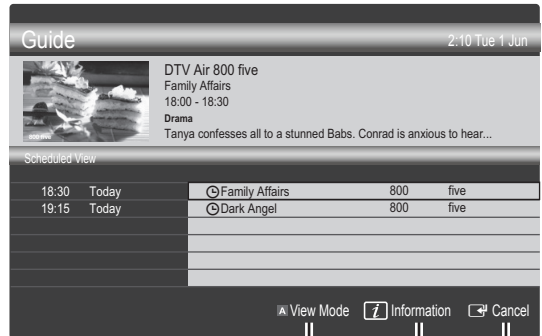 Guide 2:10 Tue 1 Jun
DTV Air 800 five
Family Affairs
18:00 - 18:30
Drama
Tanya confesses all to a stunned Babs. Conrad is anxious to hear...
800 five
Scheduled View
18:30 Today Family Affairs 800 five
19:15 Today Dark Angel 800 five
A View Mode i Information Cancel